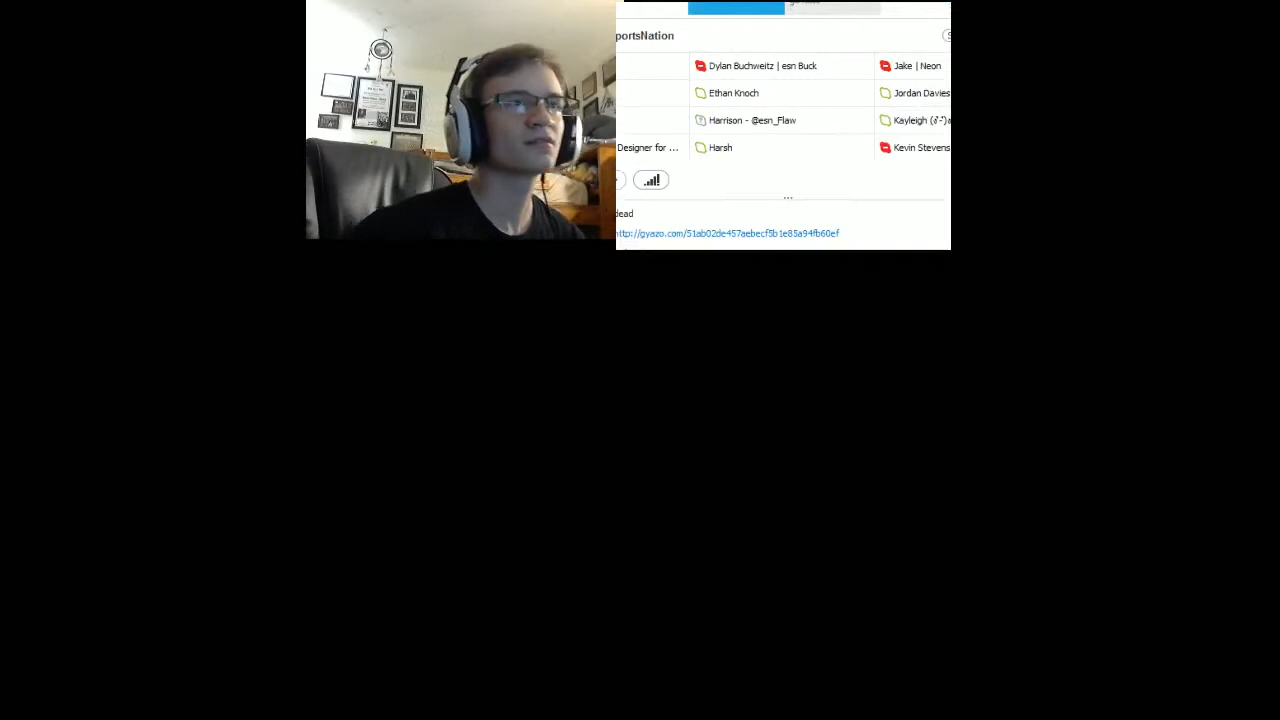 portsNation
Dylan Buchweitz | esn Buck
Jake | Neon
Ethan Knoch
Jordan Davies
Harrison - @esn_Flaw
Kayleigh
Designer for ...
Harsh
Kevin Stevens
dead
http://gyazo.com/51ab02de457aebecf5b1e85a94fb60ef